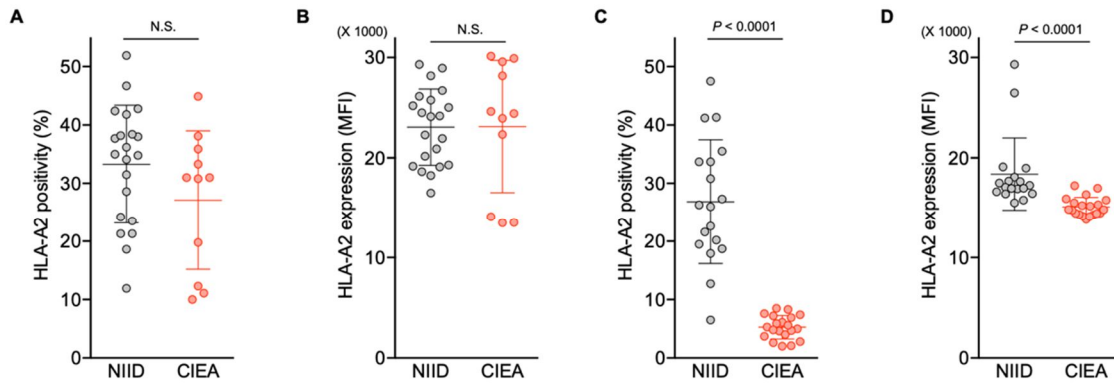 A
N.S.
HLA-A2 positivity (%)
50
40
30
20
10
0
NIID CIEA
B
(X 1000)
N.S.
HLA-A2 expression (MFI)
30
20
10
0
NIID CIEA
C
P < 0.0001
HLA-A2 positivity (%)
50
40
30
20
10
0
NIID CIEA
D
(X 1000)
P < 0.0001
HLA-A2 expression (MFI)
30
20
10
0
NIID CIEA